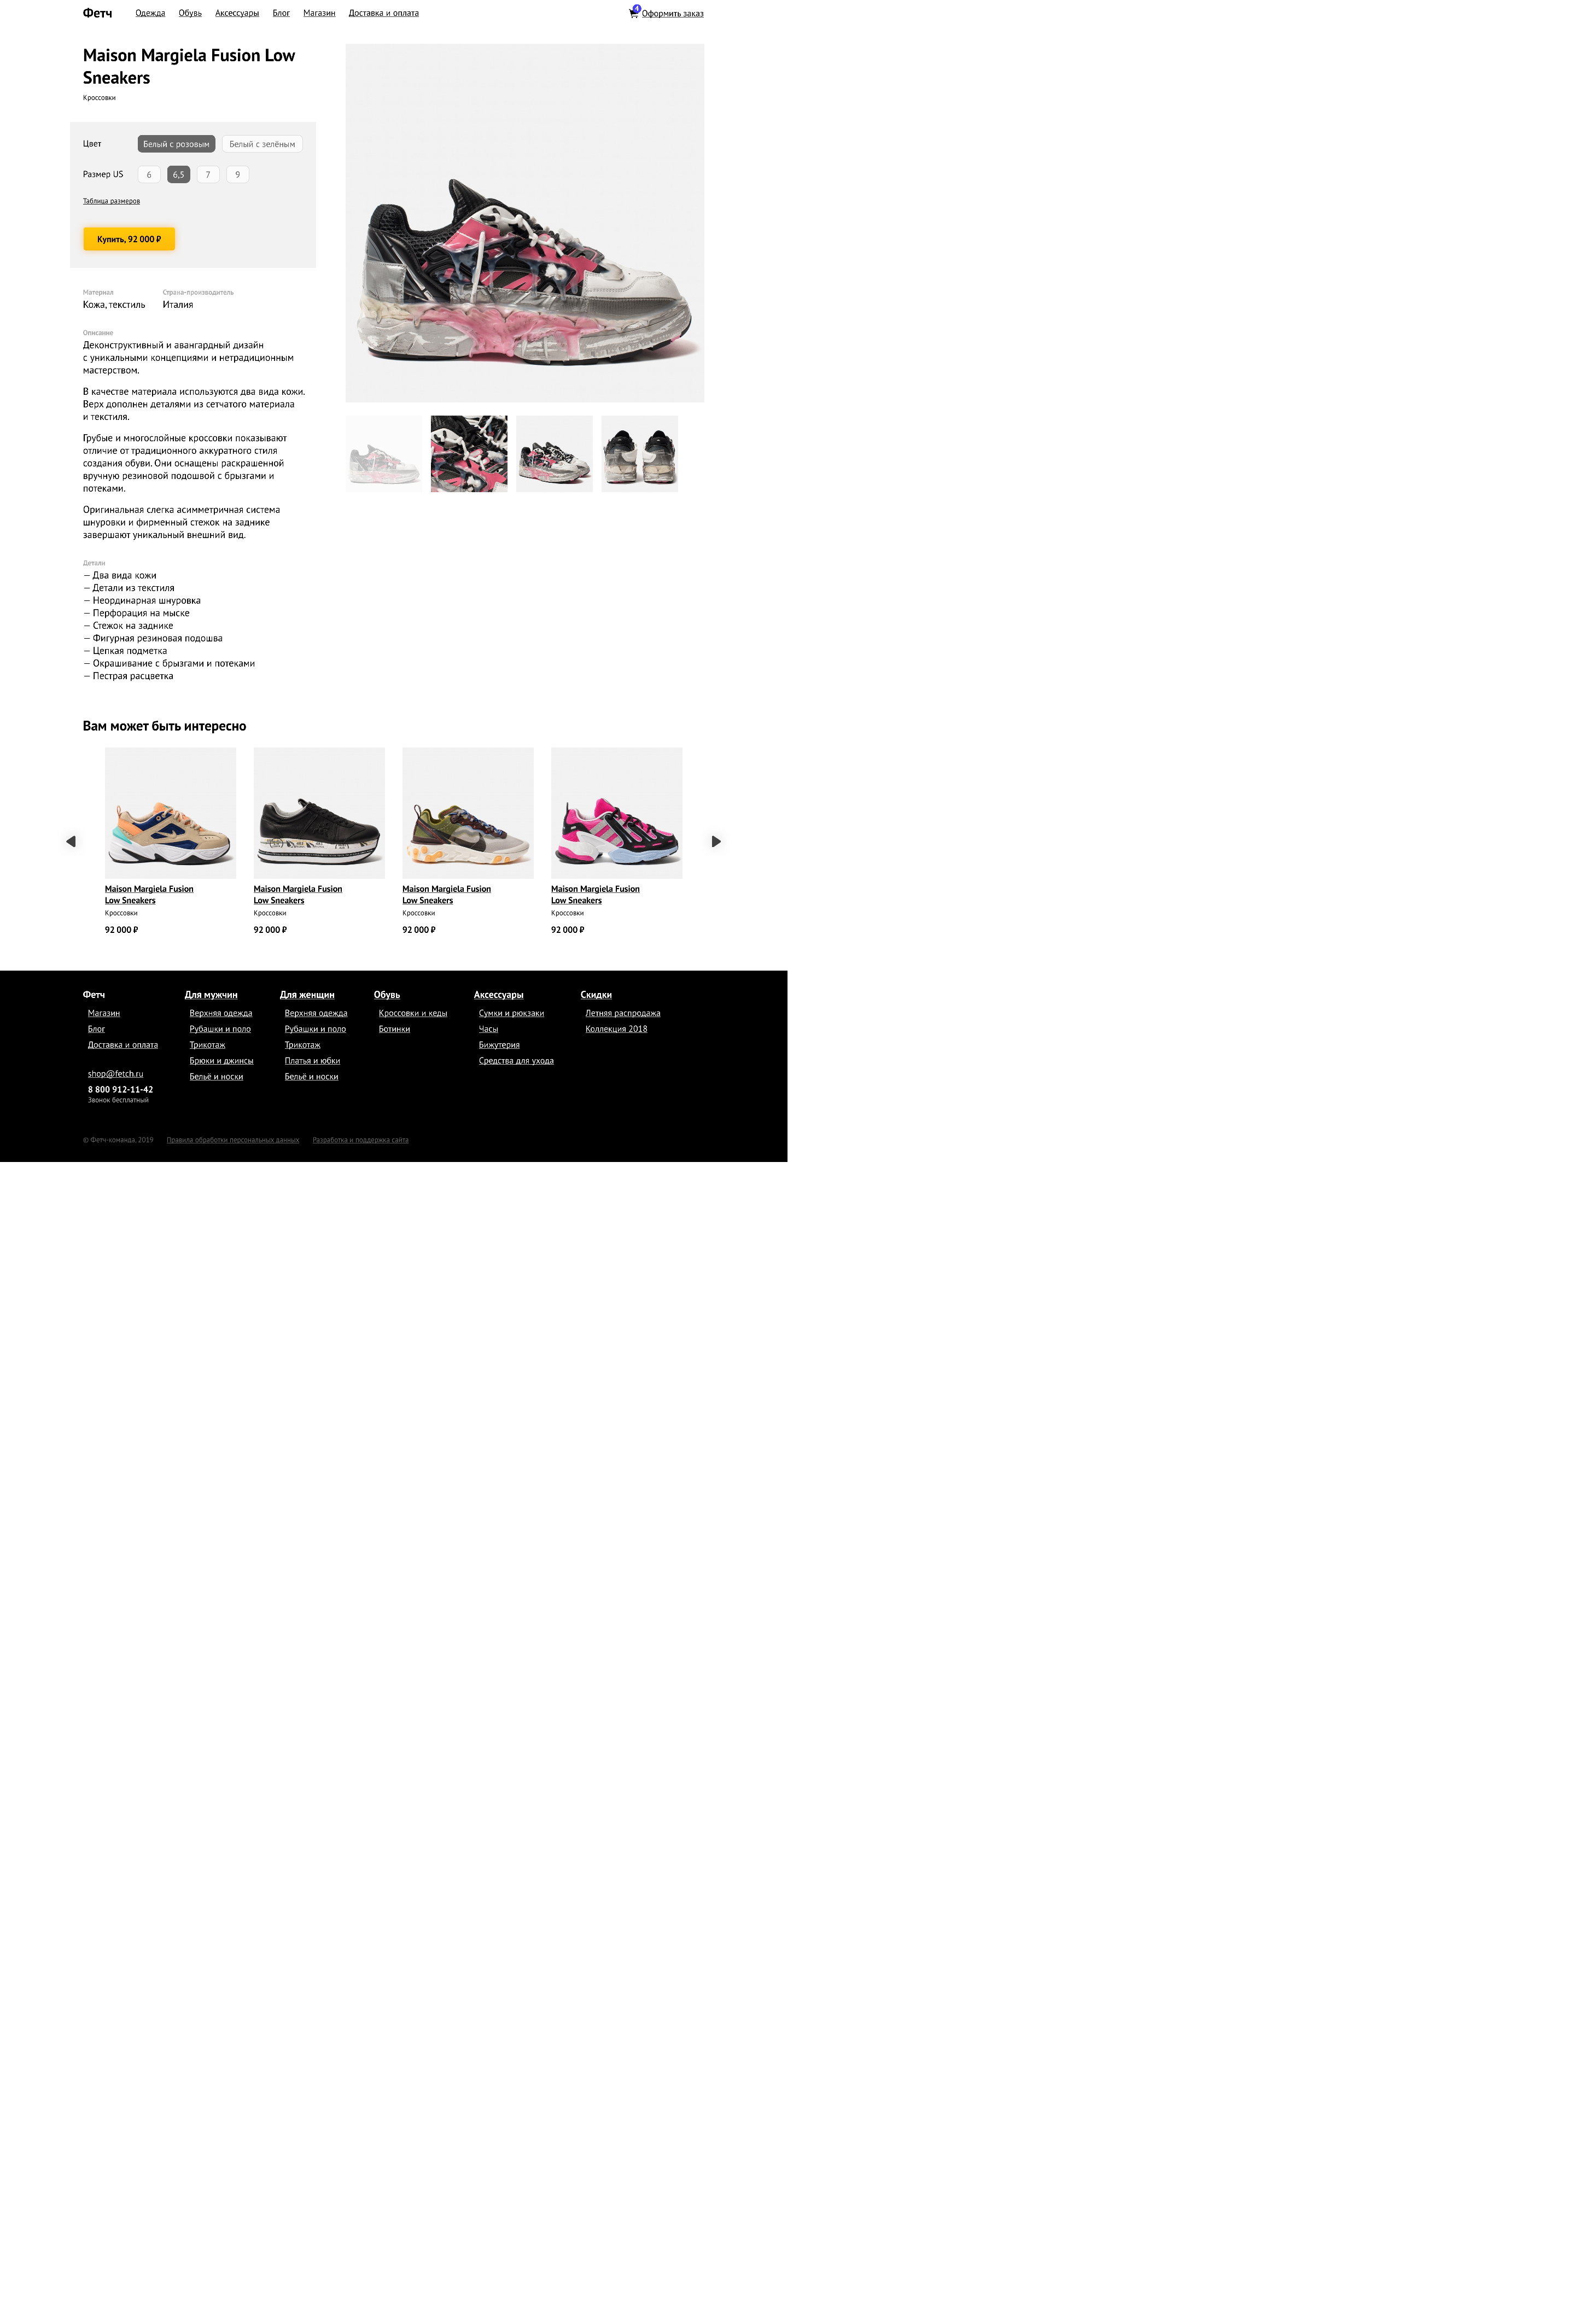 Фетч
Одежда
Обувь
Аксессуары
Блог
Магазин
Доставка и оплата
4
Оформить заказ
Maison Margiela Fusion Low
Sneakers
Кроссовки
Цвет
Белый с розовым
Белый с зелёным
Размер US
6
6,5
7
9
Таблица размеров
Купить, 92 000 ₽
Материал
Кожа, текстиль
Страна-производитель
Италия
Описание
Деконструктивный и авангардный дизайн
с уникальными концепциями и нетрадиционным
мастерством.
В качестве материала используются два вида кожи.
Верх дополнен деталями из сетчатого материала
и текстиля.
Грубые и многослойные кроссовки показывают
отличие от традиционного аккуратного стиля
создания обуви. Они оснащены раскрашенной
вручную резиновой подошвой с брызгами и
потеками.
Оригинальная слегка асимметричная система
шнуровки и фирменный стежок на заднике
завершают уникальный внешний вид.
Детали
— Два вида кожи
— Детали из текстиля
— Неординарная шнуровка
— Перфорация на мыске
— Стежок на заднике
— Фигурная резиновая подошва
— Цепкая подметка
— Окрашивание с брызгами и потеками
— Пестрая расцветка
Вам может быть интересно
Maison Margiela Fusion
Low Sneakers
Кроссовки
92 000 ₽
Maison Margiela Fusion
Low Sneakers
Кроссовки
92 000 ₽
Maison Margiela Fusion
Low Sneakers
Кроссовки
92 000 ₽
Maison Margiela Fusion
Low Sneakers
Кроссовки
92 000 ₽
Фетч
Магазин
Блог
Доставка и оплата
shop@fetch.ru
8 800 912-11-42
Звонок бесплатный
Для мужчин
Верхняя одежда
Рубашки и поло
Трикотаж
Брюки и джинсы
Бельё и носки
Для женщин
Верхняя одежда
Рубашки и поло
Трикотаж
Платья и юбки
Бельё и носки
Обувь
Кроссовки и кеды
Ботинки
Аксессуары
Сумки и рюкзаки
Часы
Бижутерия
Средства для ухода
Скидки
Летняя распродажа
Коллекция 2018
© Фетч-команда, 2019
Правила обработки персональных данных
Разработка и поддержка сайта